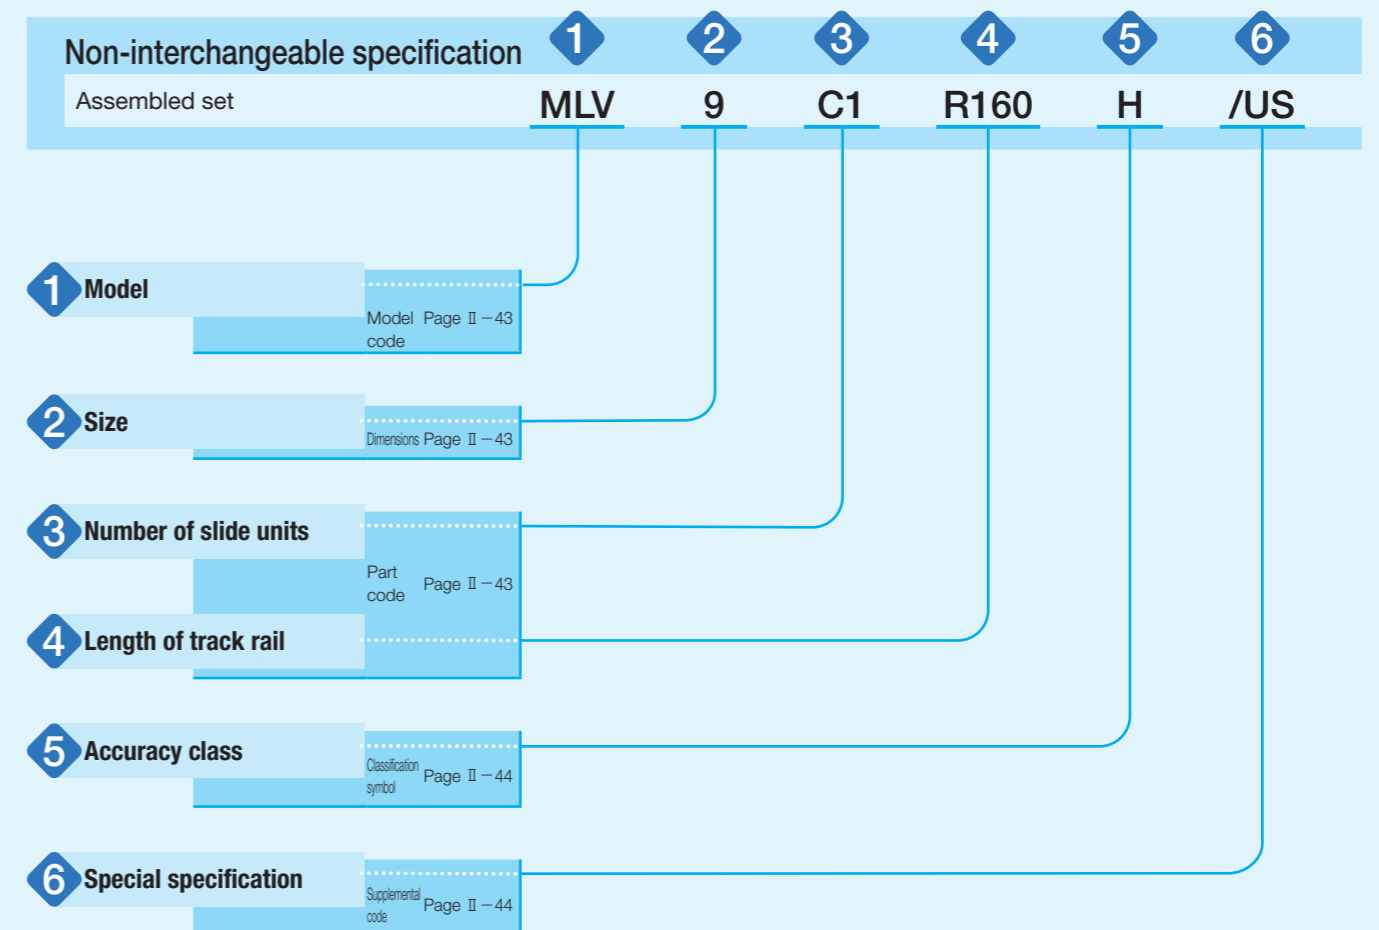 Non-interchangeable specification 1 2 3 4 5 6
Assembled set MLV 9 C1 R160 H /US
1 Model
Model code Page Ⅱ-43
2 Size
Dimensions Page Ⅱ-43
3 Number of slide units
Part code Page Ⅱ-43
4 Length of track rail
5 Accuracy class
Classification symbol Page Ⅱ-44
6 Special specification
Supplemental code Page Ⅱ-44